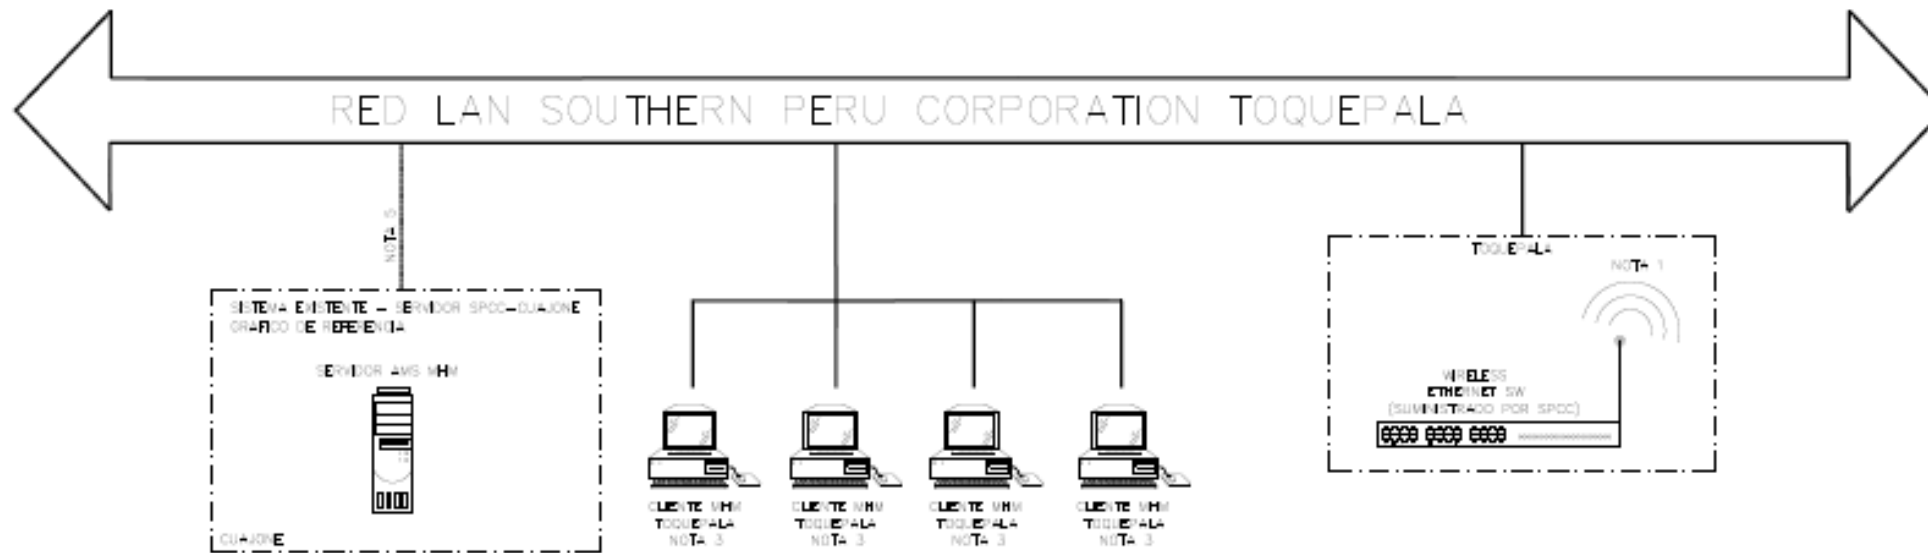 RED LAN SOUTHERN PERU CORPORATION TOQUEPALA
NOTA 5
SISTEMA EXISTENTE - SERVIDOR SPCC-CUAJONE
GRAFICO DE REFERENCIA
SERVIDOR AMS MHM
CUAJONE
CLIENTE MHM
TOQUEPALA
NOTA 3
CLIENTE MHM
TOQUEPALA
NOTA 3
CLIENTE MHM
TOQUEPALA
NOTA 3
CLIENTE MHM
TOQUEPALA
NOTA 3
TOQUEPALA
NOTA 1
WIRELESS
ETHERNET SW
(SUMINISTRADO POR SPCC)